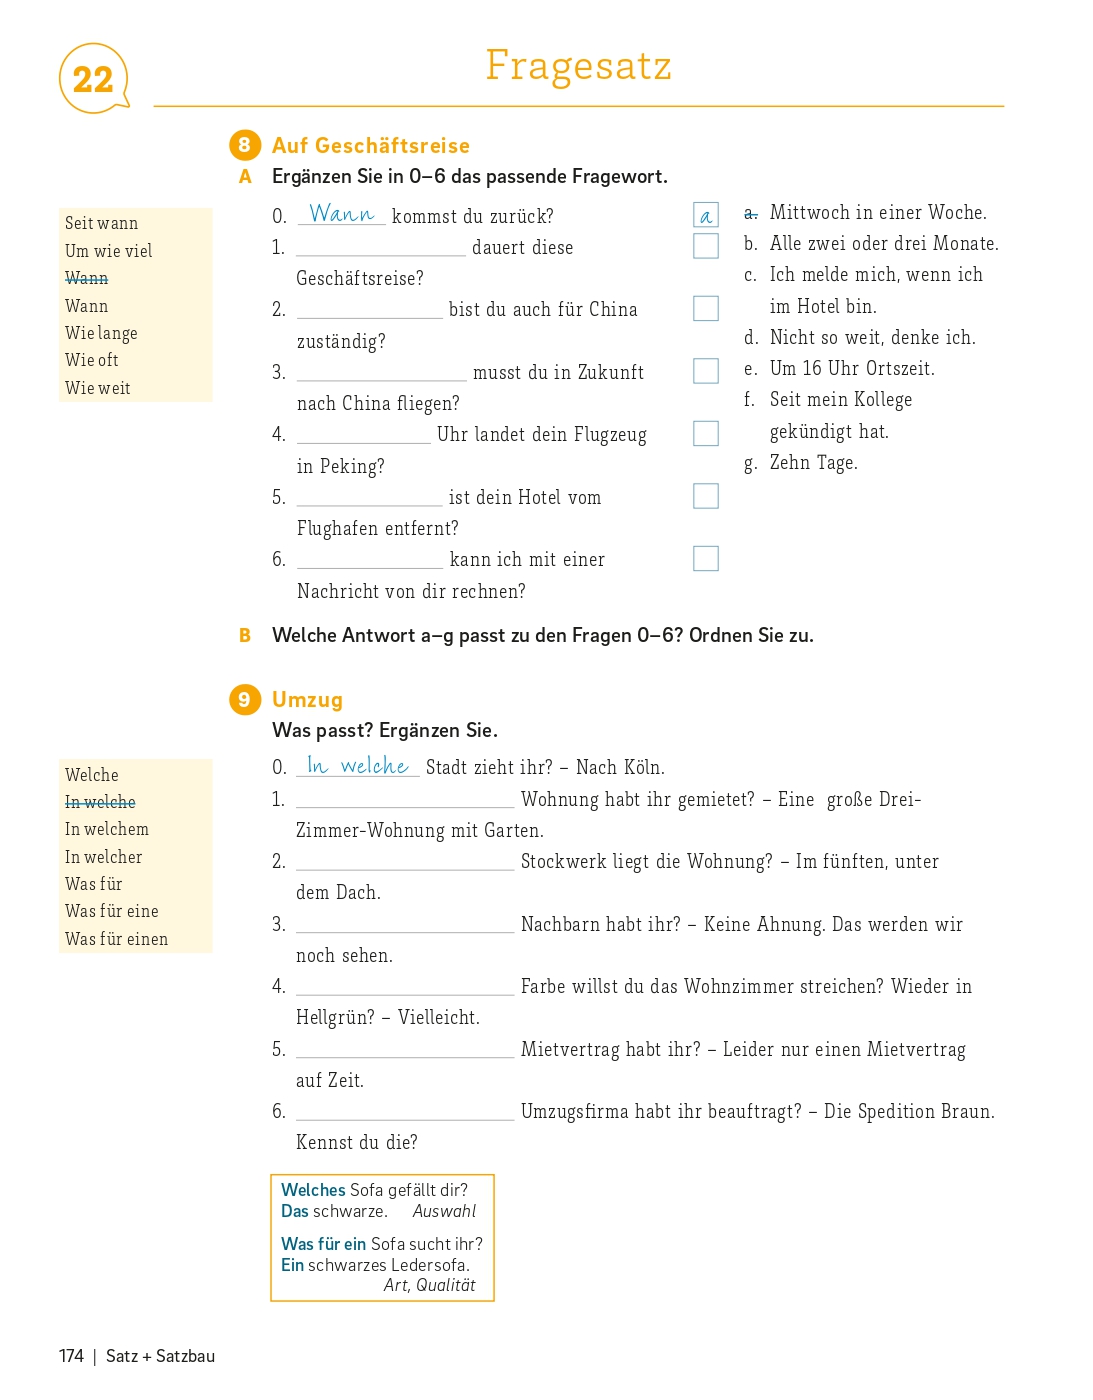 22
Fragesatz
8 Auf Geschäftsreise
A Ergänzen Sie in 0–6 das passende Fragewort.
Seit wann
Um wie viel
Wann
Wann
Wie lange
Wie oft
Wie weit
0. Wann kommst du zurück? a
1. dauert diese
Geschäftsreise?
2. bist du auch für China
zuständig?
3. musst du in Zukunft
nach China fliegen?
4. Uhr landet dein Flugzeug
in Peking?
5. ist dein Hotel vom
Flughafen entfernt?
6. kann ich mit einer
Nachricht von dir rechnen?
a. Mittwoch in einer Woche.
b. Alle zwei oder drei Monate.
c. Ich melde mich, wenn ich
im Hotel bin.
d. Nicht so weit, denke ich.
e. Um 16 Uhr Ortszeit.
f. Seit mein Kollege
gekündigt hat.
g. Zehn Tage.
B Welche Antwort a–g passt zu den Fragen 0–6? Ordnen Sie zu.
9 Umzug
Was passt? Ergänzen Sie.
Welche
In welche
In welchem
In welcher
Was für
Was für eine
Was für einen
0. In welche Stadt zieht ihr? – Nach Köln.
1. Wohnung habt ihr gemietet? – Eine große Drei-
Zimmer-Wohnung mit Garten.
2. Stockwerk liegt die Wohnung? – Im fünften, unter
dem Dach.
3. Nachbarn habt ihr? – Keine Ahnung. Das werden wir
noch sehen.
4. Farbe willst du das Wohnzimmer streichen? Wieder in
Hellgrün? – Vielleicht.
5. Mietvertrag habt ihr? – Leider nur einen Mietvertrag
auf Zeit.
6. Umzugsfirma habt ihr beauftragt? – Die Spedition Braun.
Kennst du die?
Welches Sofa gefällt dir?
Das schwarze. Auswahl
Was für ein Sofa sucht ihr?
Ein schwarzes Ledersofa.
Art, Qualität
174 | Satz + Satzbau